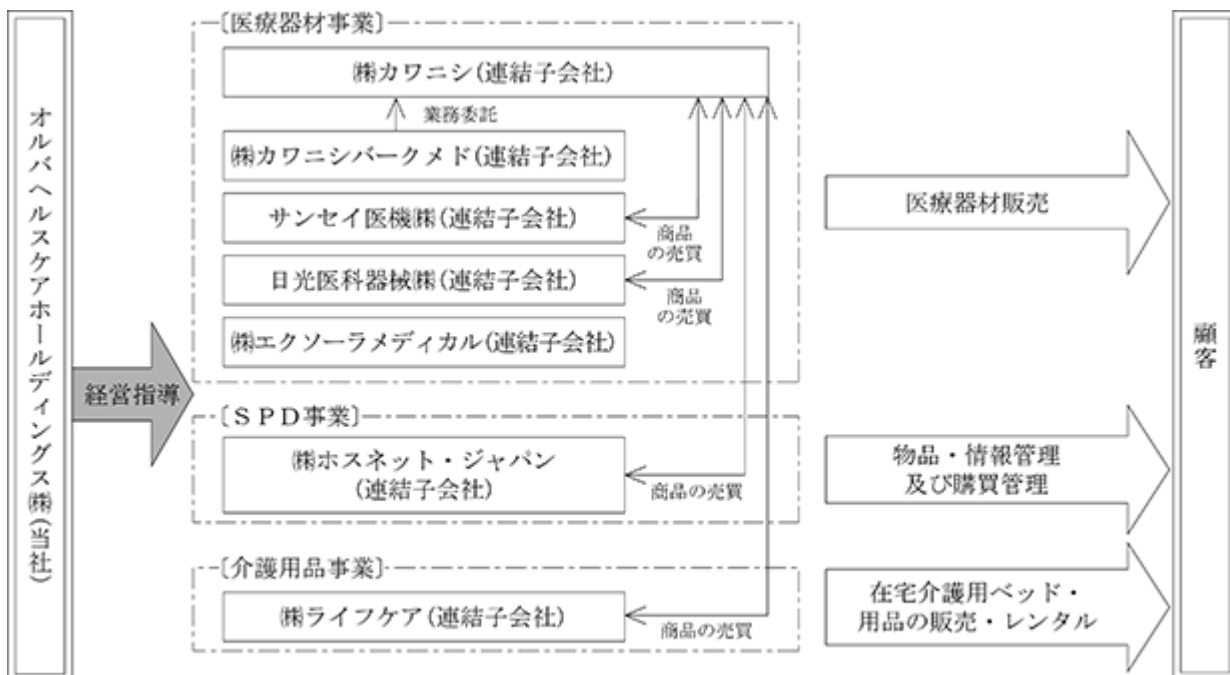 オルバヘルスケアホールディングス㈱(当社)
経営指導
〔医療器材事業〕
㈱カワニシ(連結子会社)
業務委託
㈱カワニシバークメド(連結子会社)
サンセイ医機㈱(連結子会社)
商品
の売買
日光医科器械㈱(連結子会社)
商品
の売買
㈱エクソーラメディカル(連結子会社)
医療器材販売
〔ＳＰＤ事業〕
㈱ホスネット・ジャパン
(連結子会社)
商品の売買
物品・情報管理
及び購買管理
〔介護用品事業〕
㈱ライフケア(連結子会社)
商品の売買
在宅介護用ベッド・
用品の販売・レンタル
顧客